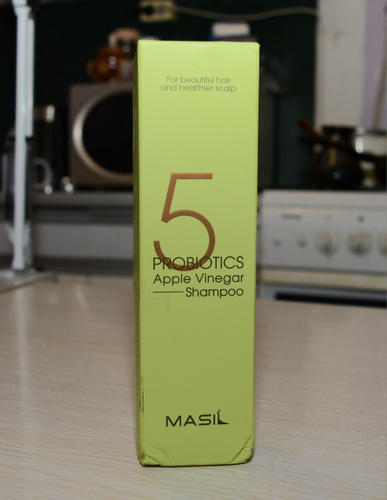 For beautiful hair
and healthier scalp
5
PROBIOTICS
Apple Vinegar
Shampoo
MASIL